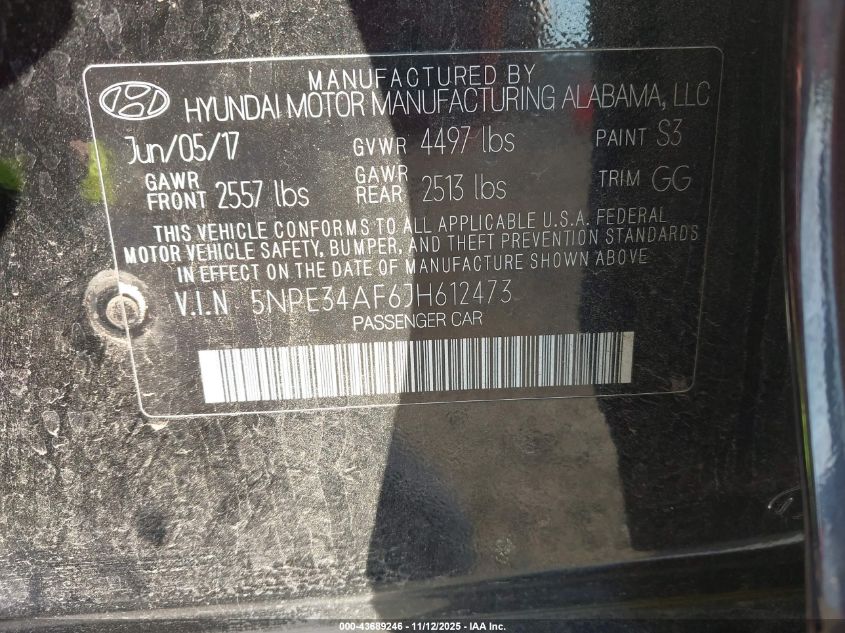 MANUFACTURED BY
HYUNDAI MOTOR MANUFACTURING ALABAMA, LLC
Jun/05/17 GVWR 4497 lbs PAINT S3
GAWR FRONT 2557 lbs GAWR REAR 2513 lbs TRIM GG
THIS VEHICLE CONFORMS TO ALL APPLICABLE U.S.A. FEDERAL
MOTOR VEHICLE SAFETY, BUMPER, AND THEFT PREVENTION STANDARDS
IN EFFECT ON THE DATE OF MANUFACTURE SHOWN ABOVE
V.I.N 5NPE34AF6JH612473
PASSENGER CAR
000-43689246 - 11/12/2025 - IAA, Inc.